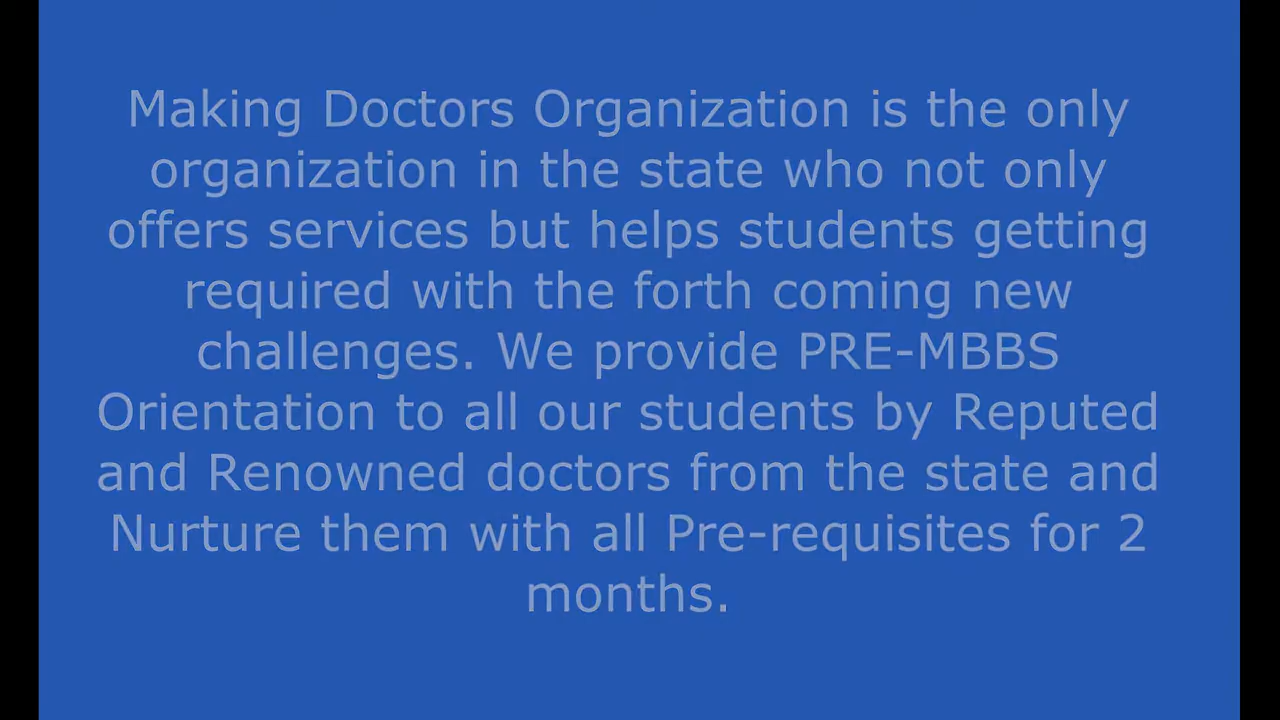 Making Doctors Organization is the only
organization in the state who not only
offers services but helps students getting
required with the forth coming new
challenges. We provide PRE-MBBS
Orientation to all our students by Reputed
and Renowned doctors from the state and
Nurture them with all Pre-requisites for 2
months.